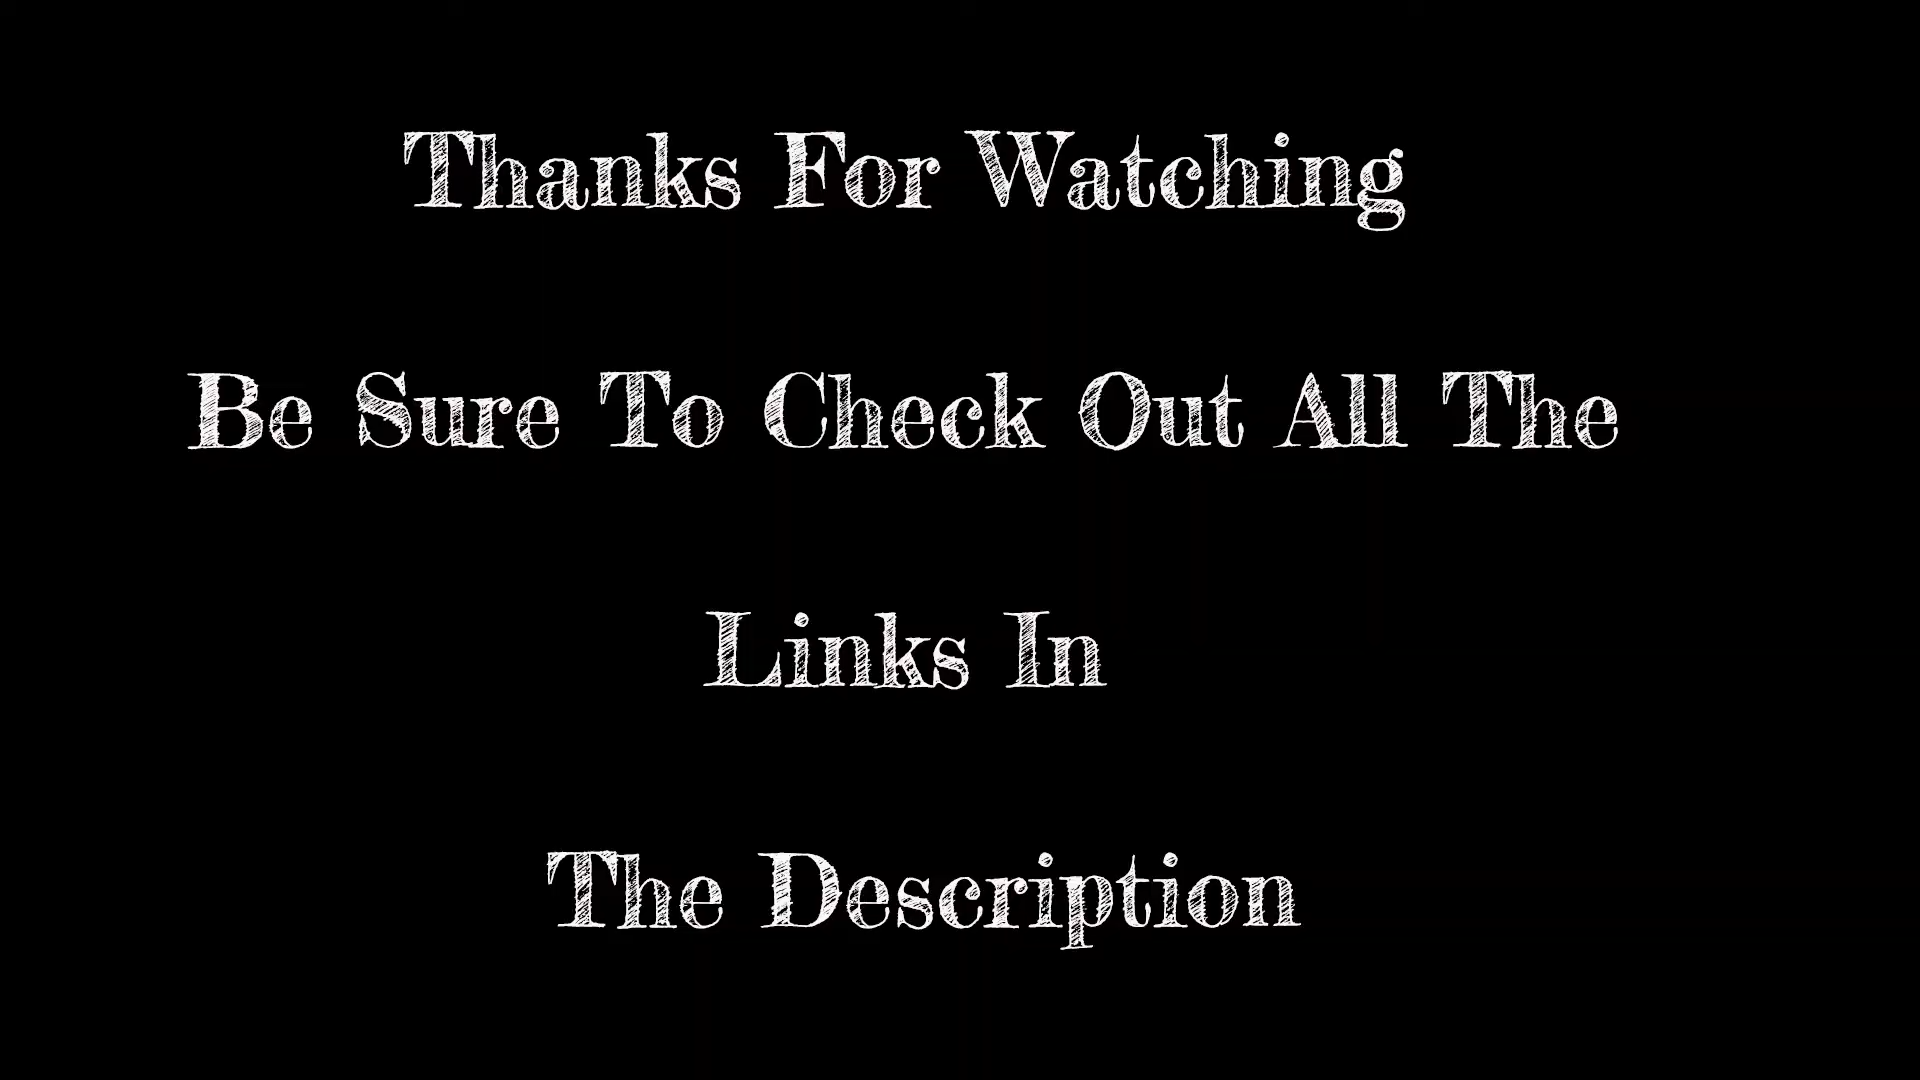 Thanks For Watching
Be Sure To Check Out All The
Links In
The Description